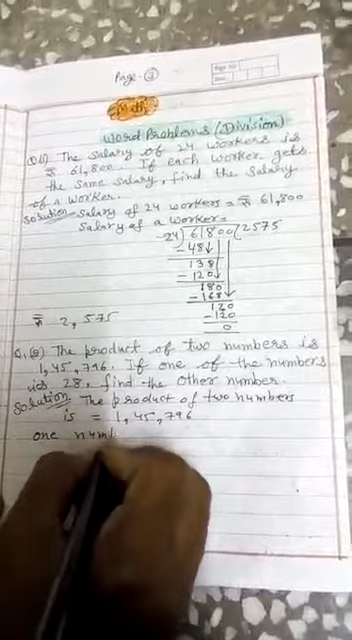 Page - ②
Math
Word Problems (Division)
Q.(1) The salary of 24 workers is
₹ 61,800. If each worker gets
the same salary, find the salary
of a worker.
Solution - Salary of 24 workers = ₹ 61,800
Salary of a worker =
24) 61800 (2575
- 48
138
- 120
180
- 168
120
- 120
0
₹ 2,575
Q.(2) The product of two numbers is
1,45,796. If one of the numbers
is 28, find the other number.
Solution The product of two numbers
is = 1,45,796
one numb